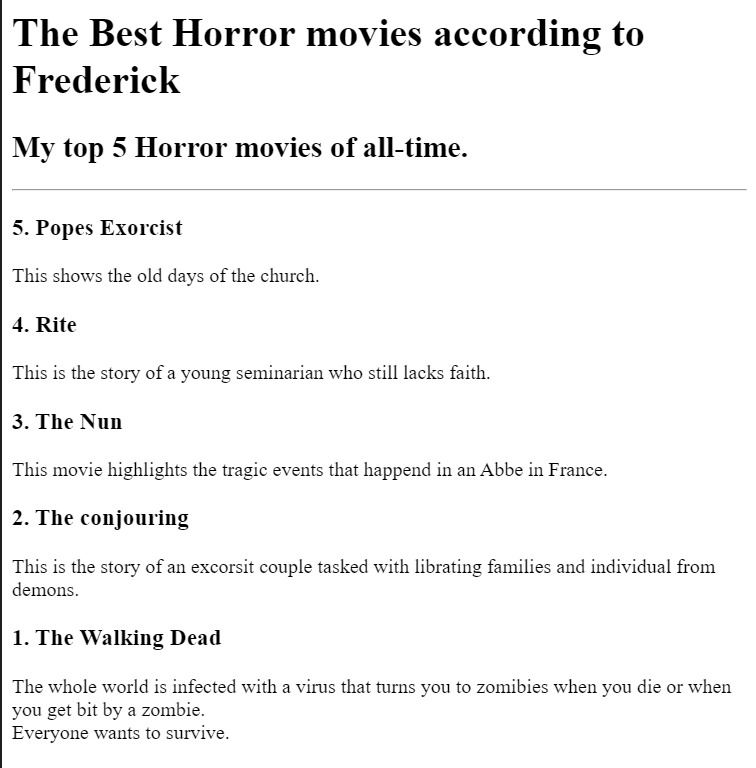 The Best Horror movies according to
Frederick
My top 5 Horror movies of all-time.
5. Popes Exorcist
This shows the old days of the church.
4. Rite
This is the story of a young seminarian who still lacks faith.
3. The Nun
This movie highlights the tragic events that happend in an Abbe in France.
2. The conjouring
This is the story of an excorsit couple tasked with librating families and individual from
demons.
1. The Walking Dead
The whole world is infected with a virus that turns you to zomibies when you die or when
you get bit by a zombie.
Everyone wants to survive.